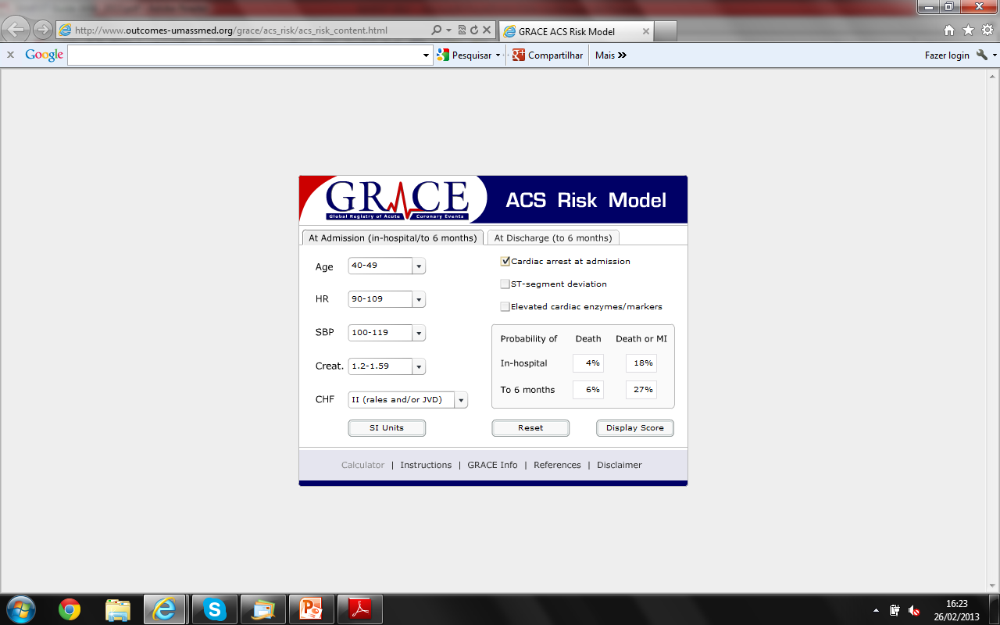 http://www.outcomes-umassmed.org/grace/acs_risk/acs_risk_content.html
GRACE ACS Risk Model
x Google Pesquisar Compartilhar Mais » Fazer login
GRACE ACS Risk Model
Global Registry of Acute Coronary Events
At Admission (in-hospital/to 6 months) At Discharge (to 6 months)
Age 40-49
HR 90-109
SBP 100-119
Creat. 1.2-1.59
CHF II (rales and/or JVD)
SI Units
Cardiac arrest at admission
ST-segment deviation
Elevated cardiac enzymes/markers
Probability of Death Death or MI
In-hospital 4% 18%
To 6 months 6% 27%
Reset Display Score
Calculator | Instructions | GRACE Info | References | Disclaimer
16:23
26/02/2013